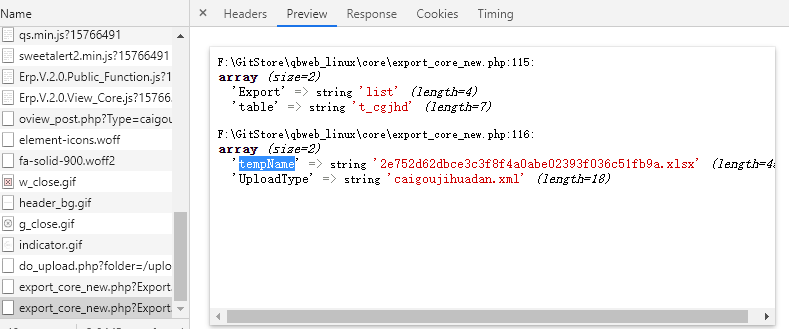 Name
qs.min.js?15766491
sweetalert2.min.js?15766491
Erp.V.2.0.Public_Function.js?1
Erp.V.2.0.View_Core.js?15766
oview_post.php?Type=caigou
element-icons.woff
fa-solid-900.woff2
w_close.gif
header_bg.gif
g_close.gif
indicator.gif
do_upload.php?folder=/uplo
export_core_new.php?Export
export_core_new.php?Export
Headers Preview Response Cookies Timing
F:\GitStore\qbweb_linux\core\export_core_new.php:115:
array (size=2)
'Export' => string 'list' (length=4)
'table' => string 't_cgjhd' (length=7)
F:\GitStore\qbweb_linux\core\export_core_new.php:116:
array (size=2)
'tempName' => string '2e752d62dbce3c3f8f4a0abe02393f036c51fb9a.xlsx' (length=4
'UploadType' => string 'caigoujihuadan.xml' (length=18)